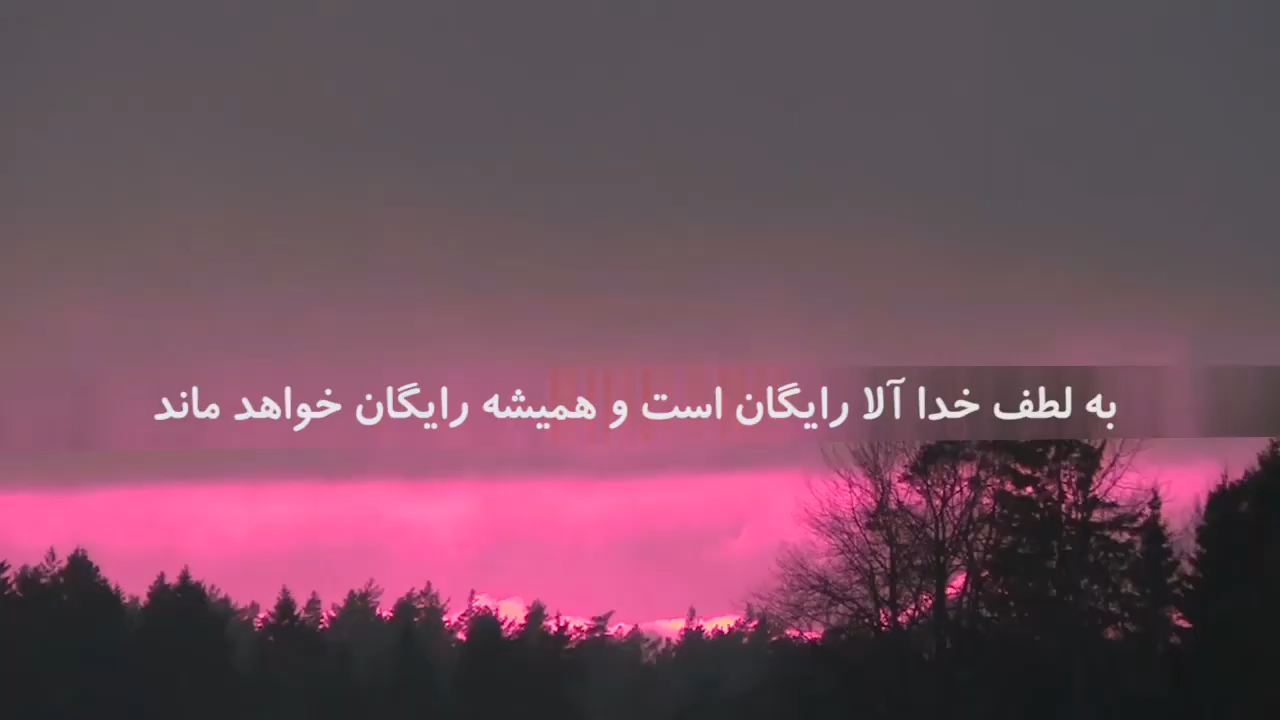 به لطف خدا آلا رایگان است و همیشه رایگان خواهد ماند